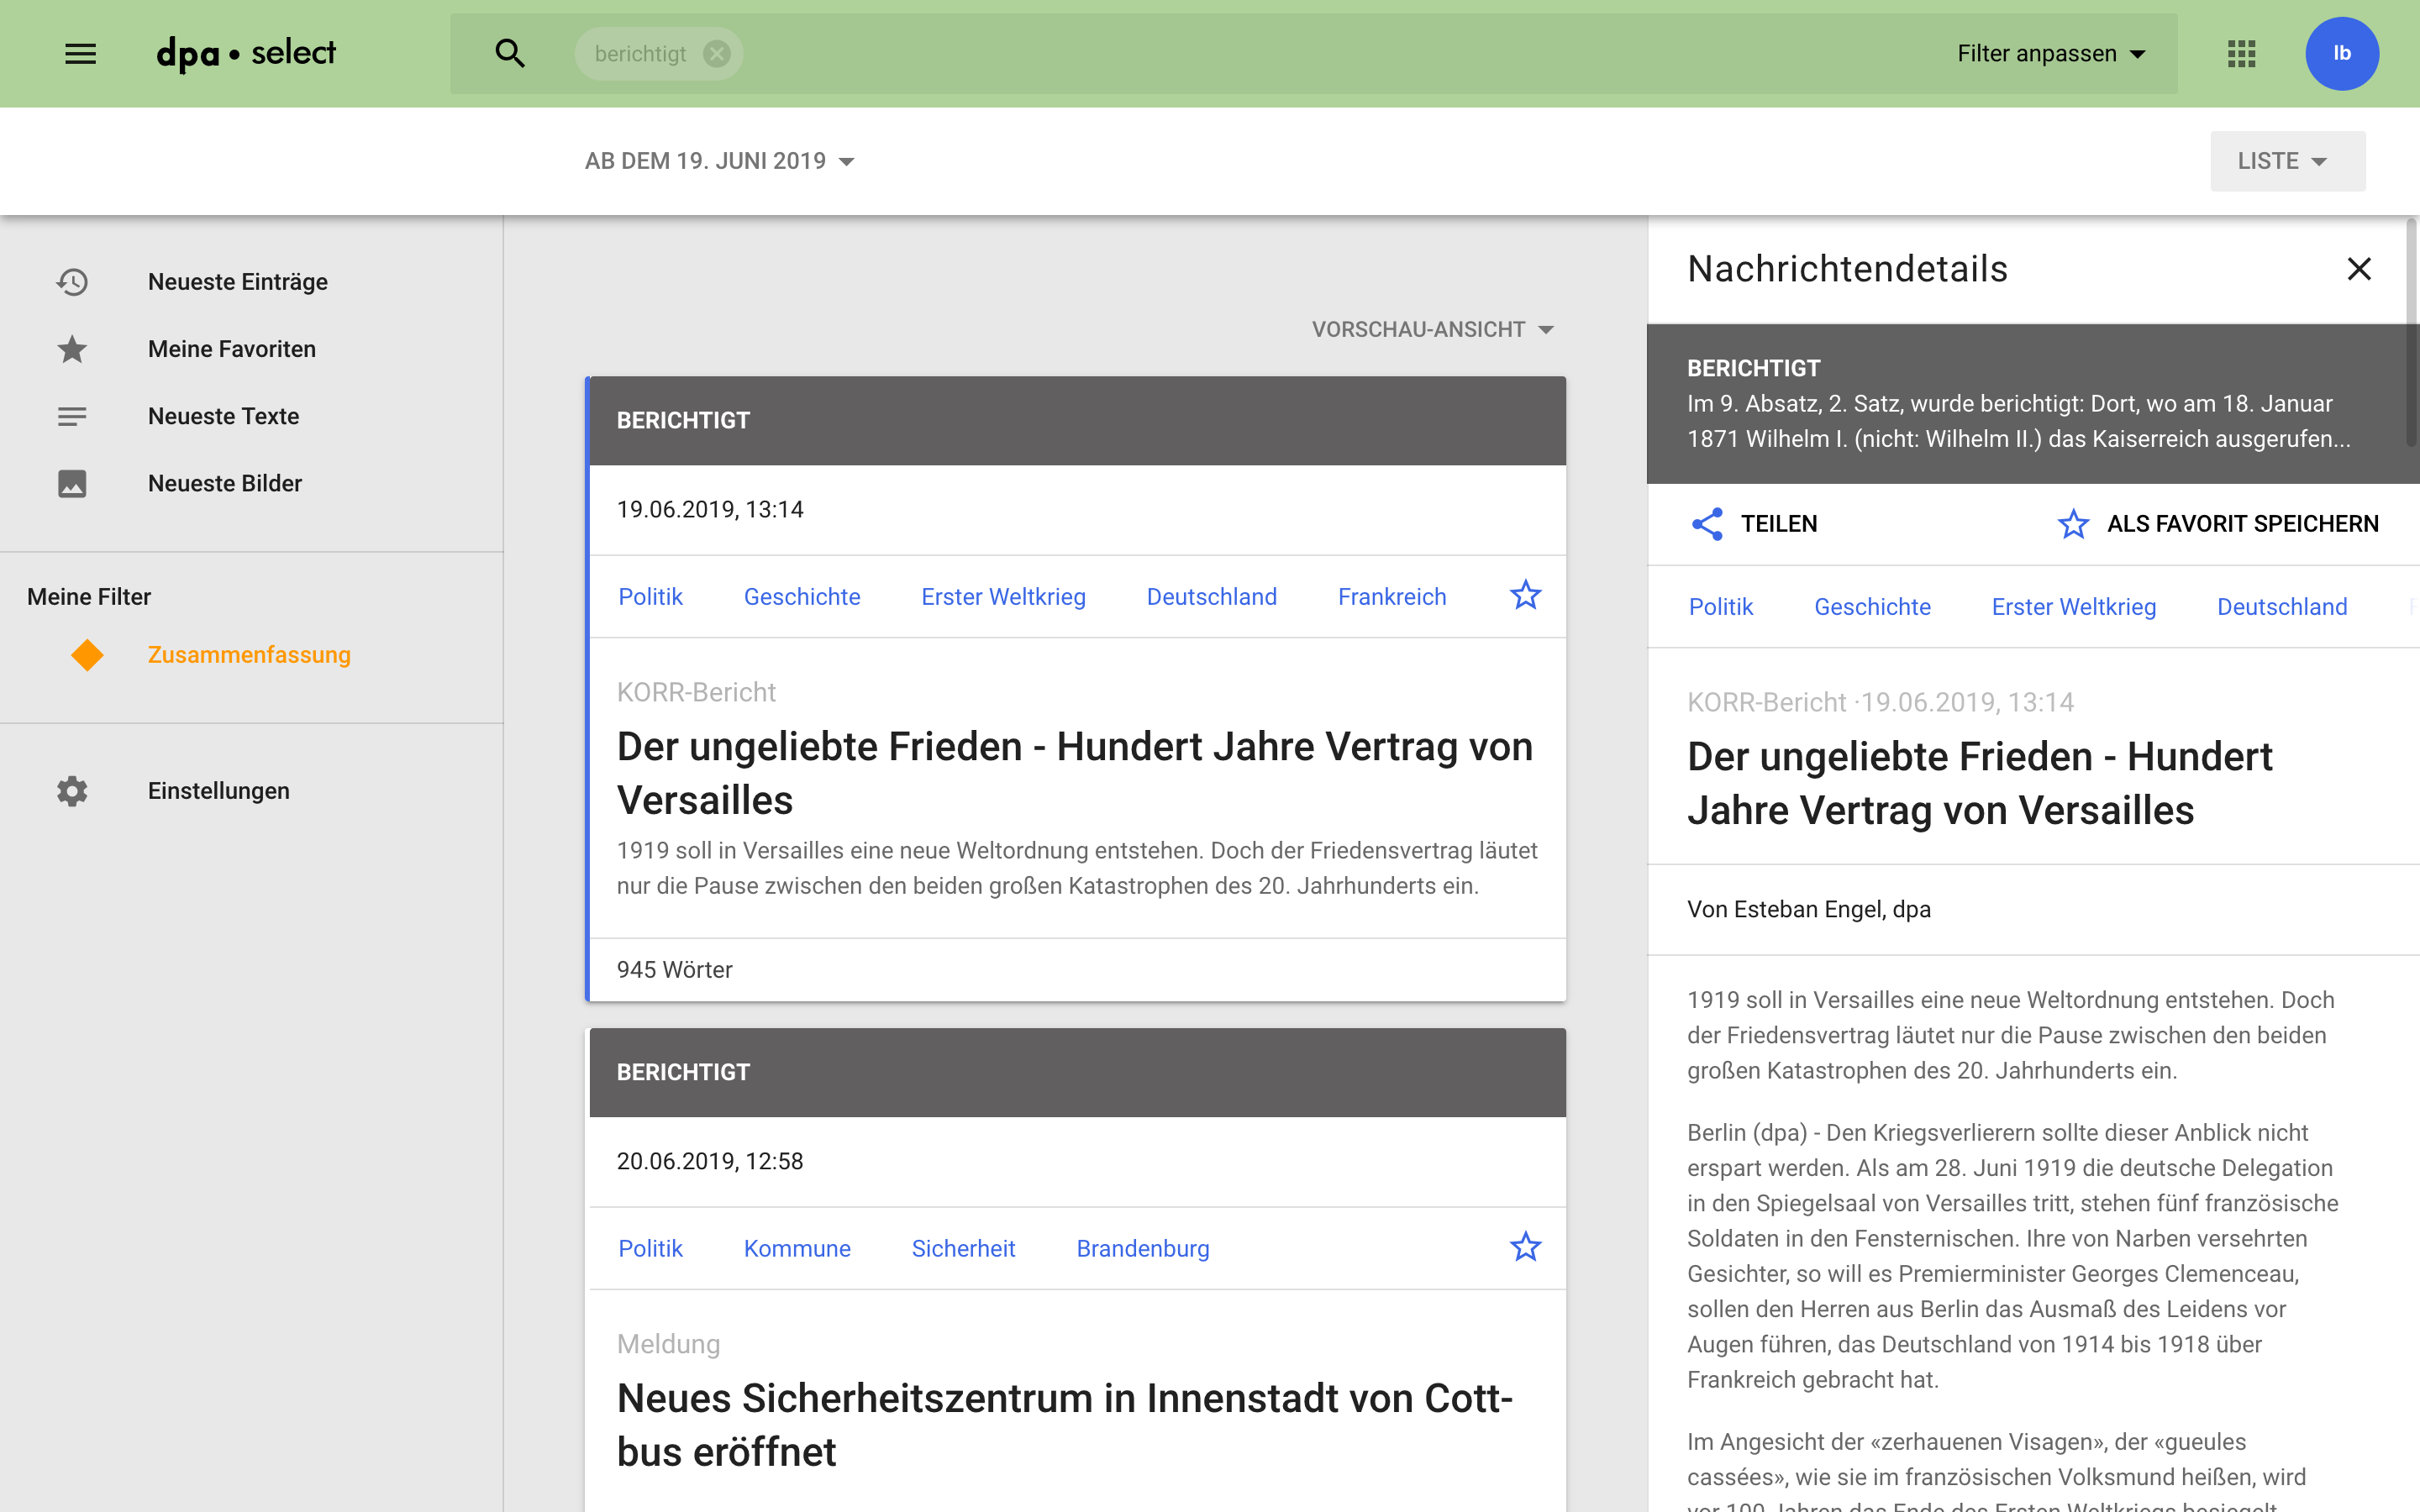 dpa • select
berichtigt
Filter anpassen
lb
AB DEM 19. JUNI 2019
LISTE
Neueste Einträge
Meine Favoriten
Neueste Texte
Neueste Bilder
Meine Filter
Zusammenfassung
Einstellungen
VORSCHAU-ANSICHT
BERICHTIGT
19.06.2019, 13:14
Politik Geschichte Erster Weltkrieg Deutschland Frankreich
KORR-Bericht
Der ungeliebte Frieden - Hundert Jahre Vertrag von
Versailles
1919 soll in Versailles eine neue Weltordnung entstehen. Doch der Friedensvertrag läutet
nur die Pause zwischen den beiden großen Katastrophen des 20. Jahrhunderts ein.
945 Wörter
BERICHTIGT
20.06.2019, 12:58
Politik Kommune Sicherheit Brandenburg
Meldung
Neues Sicherheitszentrum in Innenstadt von Cott-
bus eröffnet
Nachrichtendetails
BERICHTIGT
Im 9. Absatz, 2. Satz, wurde berichtigt: Dort, wo am 18. Januar
1871 Wilhelm I. (nicht: Wilhelm II.) das Kaiserreich ausgerufen...
TEILEN
ALS FAVORIT SPEICHERN
Politik Geschichte Erster Weltkrieg Deutschland
KORR-Bericht ·19.06.2019, 13:14
Der ungeliebte Frieden - Hundert
Jahre Vertrag von Versailles
Von Esteban Engel, dpa
1919 soll in Versailles eine neue Weltordnung entstehen. Doch
der Friedensvertrag läutet nur die Pause zwischen den beiden
großen Katastrophen des 20. Jahrhunderts ein.
Berlin (dpa) - Den Kriegsverlierern sollte dieser Anblick nicht
erspart werden. Als am 28. Juni 1919 die deutsche Delegation
in den Spiegelsaal von Versailles tritt, stehen fünf französische
Soldaten in den Fensternischen. Ihre von Narben versehrten
Gesichter, so will es Premierminister Georges Clemenceau,
sollen den Herren aus Berlin das Ausmaß des Leidens vor
Augen führen, das Deutschland von 1914 bis 1918 über
Frankreich gebracht hat.
Im Angesicht der «zerhauenen Visagen», der «gueules
cassées», wie sie im französischen Volksmund heißen, wird
vor 100 Jahren das Ende des Ersten Weltkriegs besiegelt